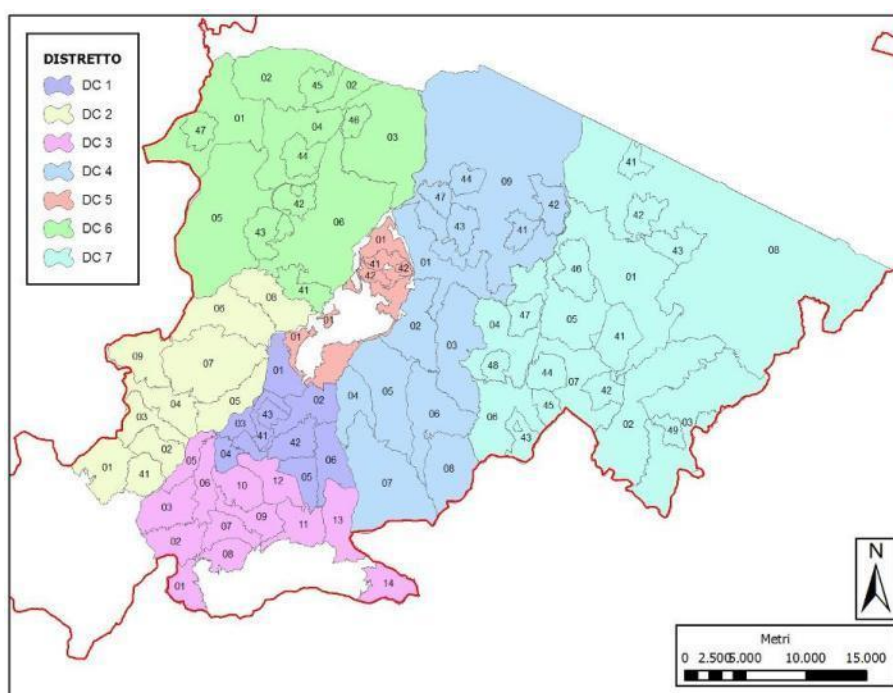 DISTRETTO
DC 1
DC 2
DC 3
DC 4
DC 5
DC 6
DC 7
02 45 02
47 01 04 46 03
44
05 42 06
43
41
01
41 42
42
01
01
44 09
47 42
43 41
01
02
03
04 05
06
07 08
41
42
43 08
46 01
47
04 05 41
48 44 07
42
45
06 43
02 49 03
06 08
09 07
04 05
03
02
01 41
01
02
43
03
41 42
04
05 06
05
06 10 12
03
07 09 11 13
02 08
01 14
N
Metri
0 2.500 5.000 10.000 15.000